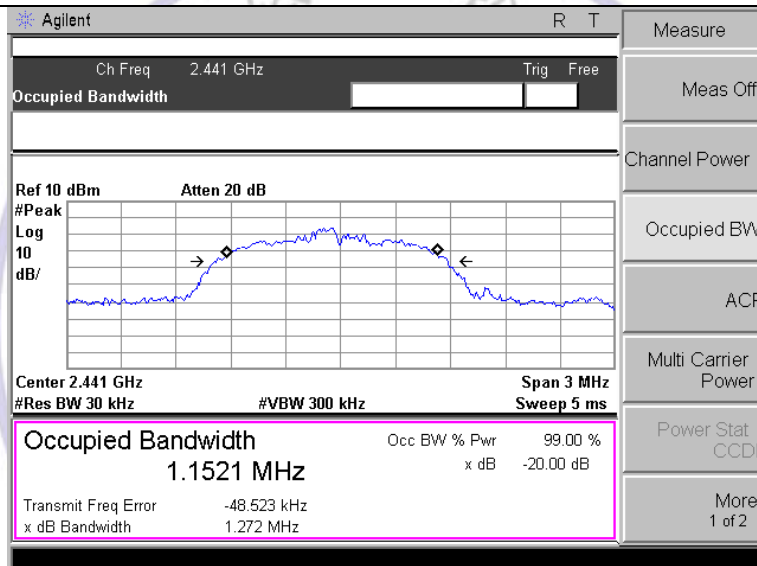 Agilent R T
Ch Freq 2.441 GHz Trig Free
Occupied Bandwidth
Ref 10 dBm Atten 20 dB
#Peak
Log
10
dB/
Center 2.441 GHz Span 3 MHz
#Res BW 30 kHz #VBW 300 kHz Sweep 5 ms
Occupied Bandwidth Occ BW % Pwr 99.00 %
1.1521 MHz x dB -20.00 dB
Transmit Freq Error -48.523 kHz
x dB Bandwidth 1.272 MHz
Measure
Meas Off
Channel Power
Occupied BW
ACP
Multi Carrier
Power
Power Stat
CCD
More
1 of 2